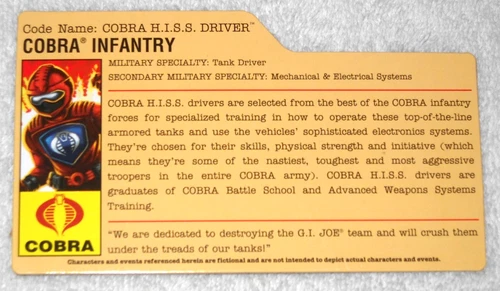 Code Name: COBRA H.I.S.S. DRIVER™
COBRA® INFANTRY
MILITARY SPECIALTY: Tank Driver
SECONDARY MILITARY SPECIALTY: Mechanical & Electrical Systems
COBRA H.I.S.S. drivers are selected from the best of the COBRA infantry
forces for specialized training in how to operate these top-of-the-line
armored tanks and use the vehicles' sophisticated electronics systems.
They're chosen for their skills, physical strength and initiative (which
means they're some of the nastiest, toughest and most aggressive
troopers in the entire COBRA army). COBRA H.I.S.S. drivers are
graduates of COBRA Battle School and Advanced Weapons Systems
Training.
COBRA
"We are dedicated to destroying the G.I. JOE® team and will crush them
under the treads of our tanks!"
Characters and events referenced herein are fictional and are not intended to depict actual characters or events.